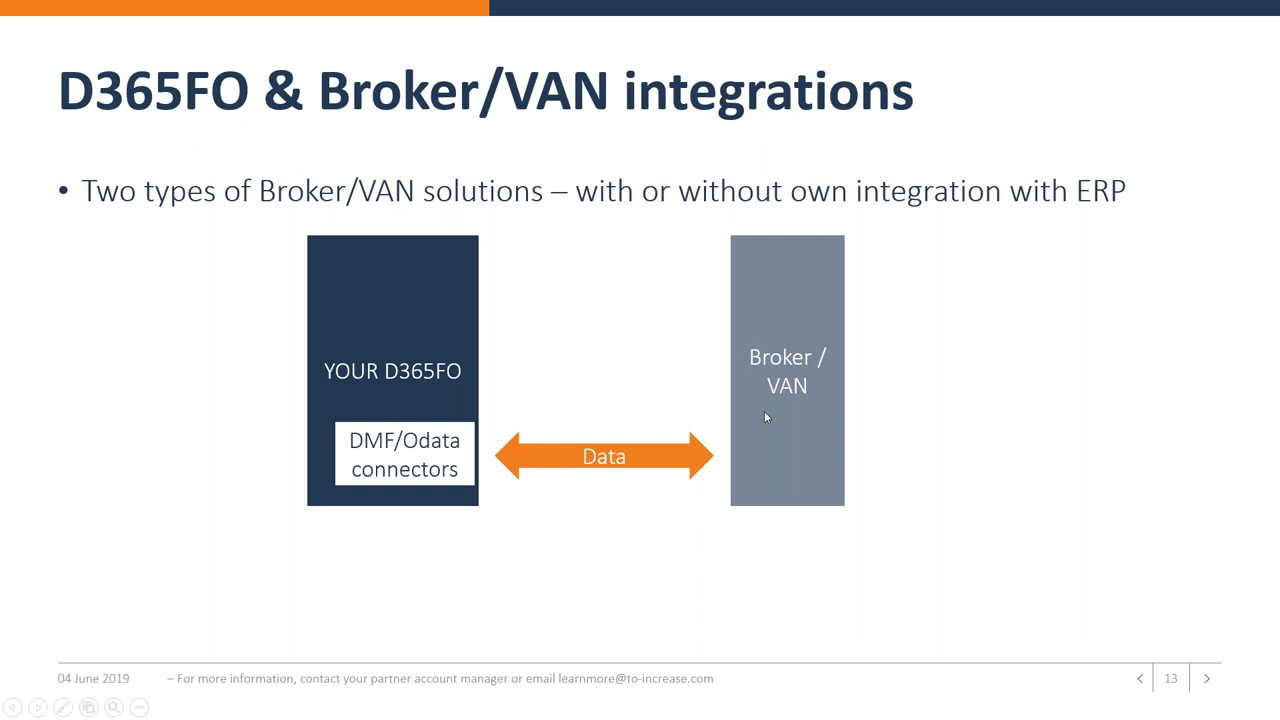 D365FO & Broker/VAN integrations
• Two types of Broker/VAN solutions – with or without own integration with ERP
YOUR D365FO
DMF/Odata
connectors
Data
Broker /
VAN
04 June 2019
– For more information, contact your partner account manager or email learnmore@to-increase.com
13